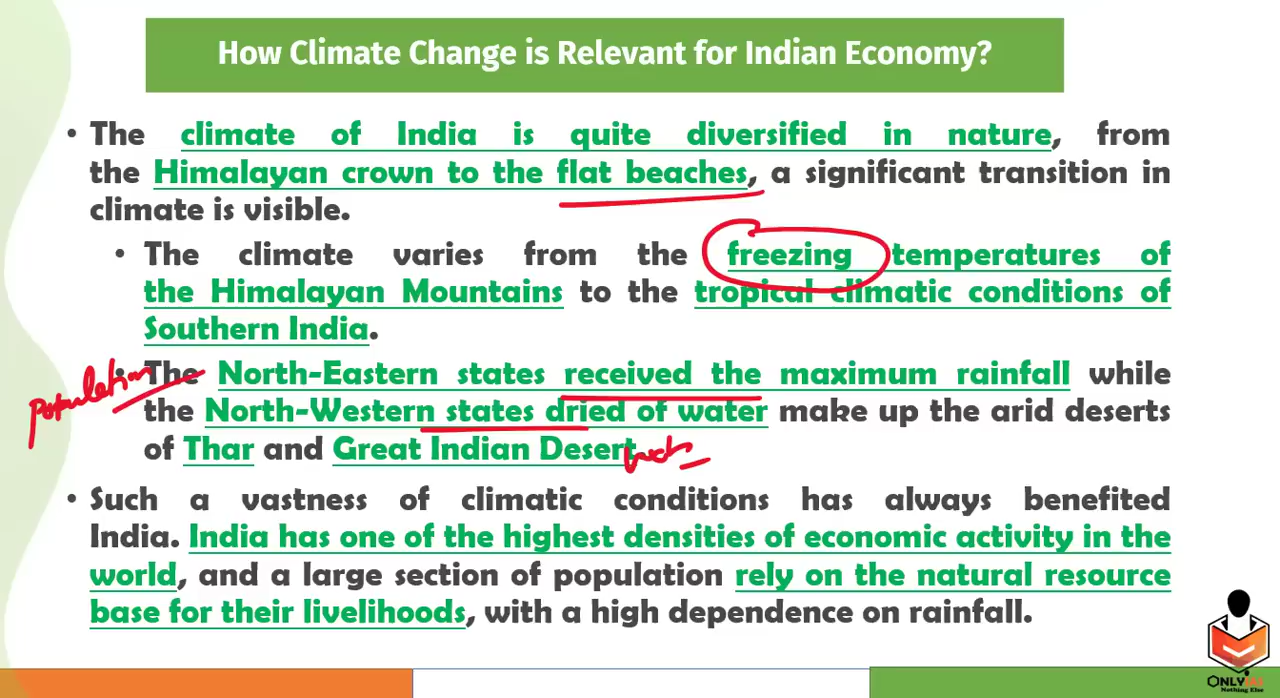 How Climate Change is Relevant for Indian Economy?
• The climate of India is quite diversified in nature, from
the Himalayan crown to the flat beaches, a significant transition in
climate is visible.
• The climate varies from the freezing temperatures of
the Himalayan Mountains to the tropical climatic conditions of
Southern India.
population
• The North-Eastern states received the maximum rainfall while
the North-Western states dried of water make up the arid deserts
of Thar and Great Indian Desert
• Such a vastness of climatic conditions has always benefited
India. India has one of the highest densities of economic activity in the
world, and a large section of population rely on the natural resource
base for their livelihoods, with a high dependence on rainfall.
Nothing Else